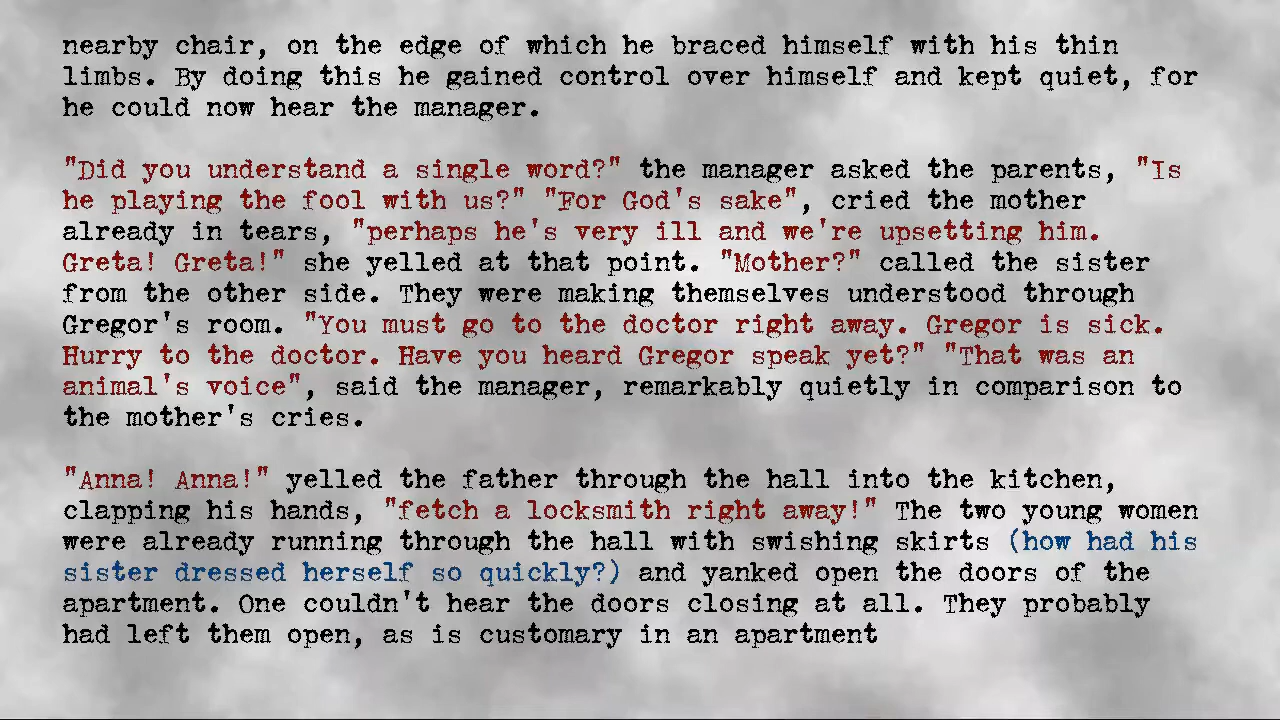 nearby chair, on the edge of which he braced himself with his thin
limbs. By doing this he gained control over himself and kept quiet, for
he could now hear the manager.
"Did you understand a single word?" the manager asked the parents, "Is
he playing the fool with us?" "For God's sake", cried the mother
already in tears, "perhaps he's very ill and we're upsetting him.
Greta! Greta!" she yelled at that point. "Mother?" called the sister
from the other side. They were making themselves understood through
Gregor's room. "You must go to the doctor right away. Gregor is sick.
Hurry to the doctor. Have you heard Gregor speak yet?" "That was an
animal's voice", said the manager, remarkably quietly in comparison to
the mother's cries.
"Anna! Anna!" yelled the father through the hall into the kitchen,
clapping his hands, "fetch a locksmith right away!" The two young women
were already running through the hall with swishing skirts (how had his
sister dressed herself so quickly?) and yanked open the doors of the
apartment. One couldn't hear the doors closing at all. They probably
had left them open, as is customary in an apartment